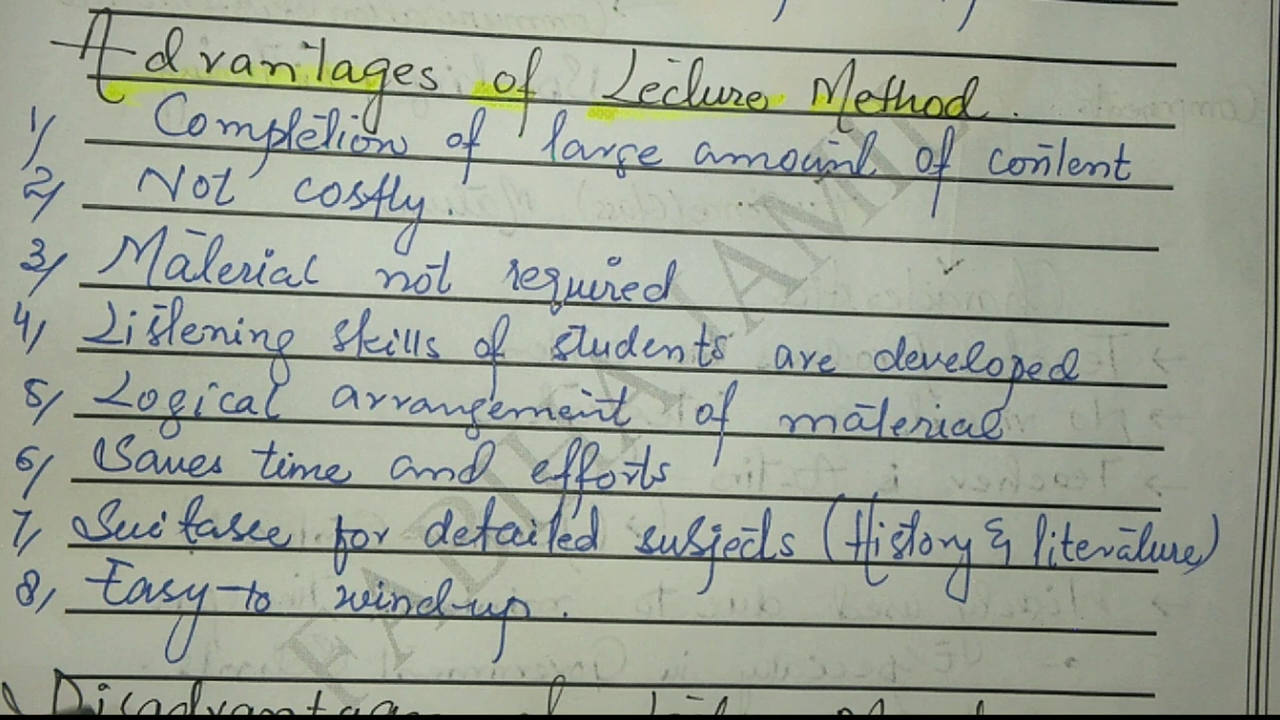 Advantages of Lecture Method.
1) Completion of large amount of content
2) Not costly.
3) Material not required
4) Listening skills of students are developed
5) Logical arrangement of material
6) Saves time and efforts
7) Suitable for detailed subjects (History & literature)
8) Easy to wind-up.
Disadvantages of